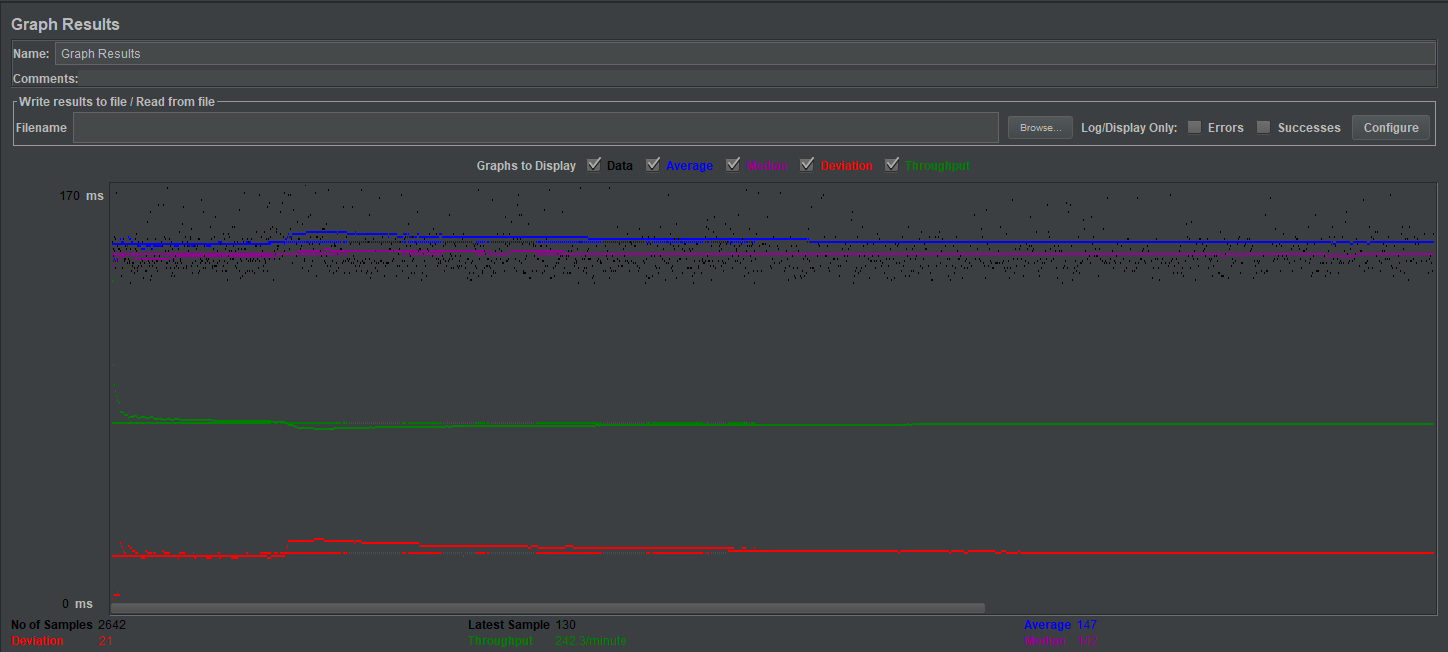 Graph Results
Name: Graph Results
Comments:
Write results to file / Read from file
Filename Browse... Log/Display Only: Errors Successes Configure
Graphs to Display Data Average Median Deviation Throughput
170 ms
0 ms
No of Samples 2642 Latest Sample 130 Average 147
Deviation 21 Throughput 242.3/minute Median 142